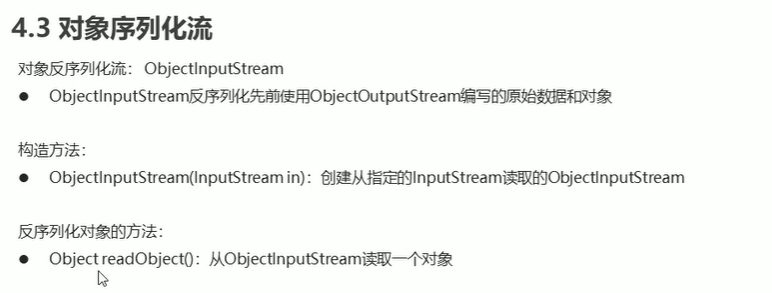 4.3 对象序列化流
对象反序列化流： ObjectInputStream
● ObjectInputStream反序列化先前使用ObjectOutputStream编写的原始数据和对象
构造方法：
● ObjectInputStream(InputStream in)：创建从指定的InputStream读取的ObjectInputStream
反序列化对象的方法：
● Object readObject()：从ObjectInputStream读取一个对象